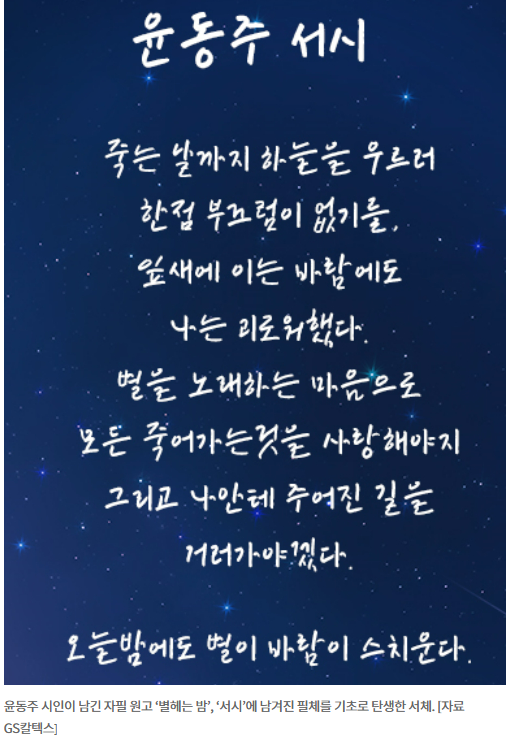 윤동주 서시
죽는 날까지 하늘을 우르러
한점 부끄럼이 없기를,
잎새에 이는 바람에도
나는 괴로워했다.
별을 노래하는 마음으로
모든 죽어가는것을 사랑해야지
그리고 나안테 주어진 길을
거러가야겠다.
오늘밤에도 별이 바람이 스치운다.
윤동주 시인이 남긴 자필 원고 ‘별헤는 밤’, ‘서시’에 남겨진 필체를 기초로 탄생한 서체. [자료
GS칼텍스]